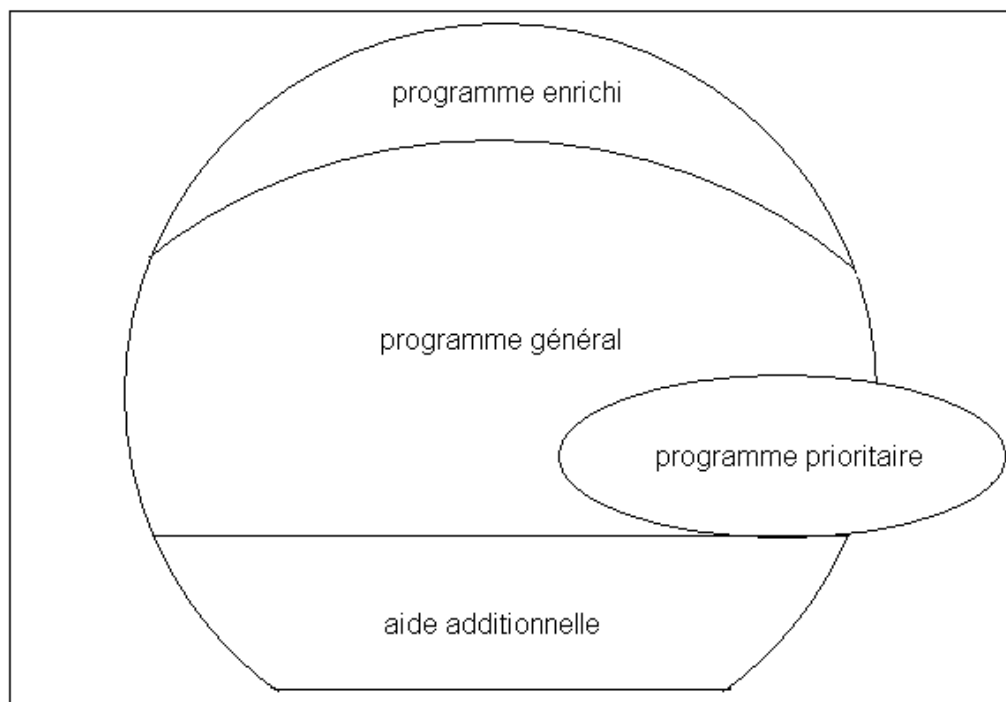 programme enrichi
programme général
programme prioritaire
aide additionnelle